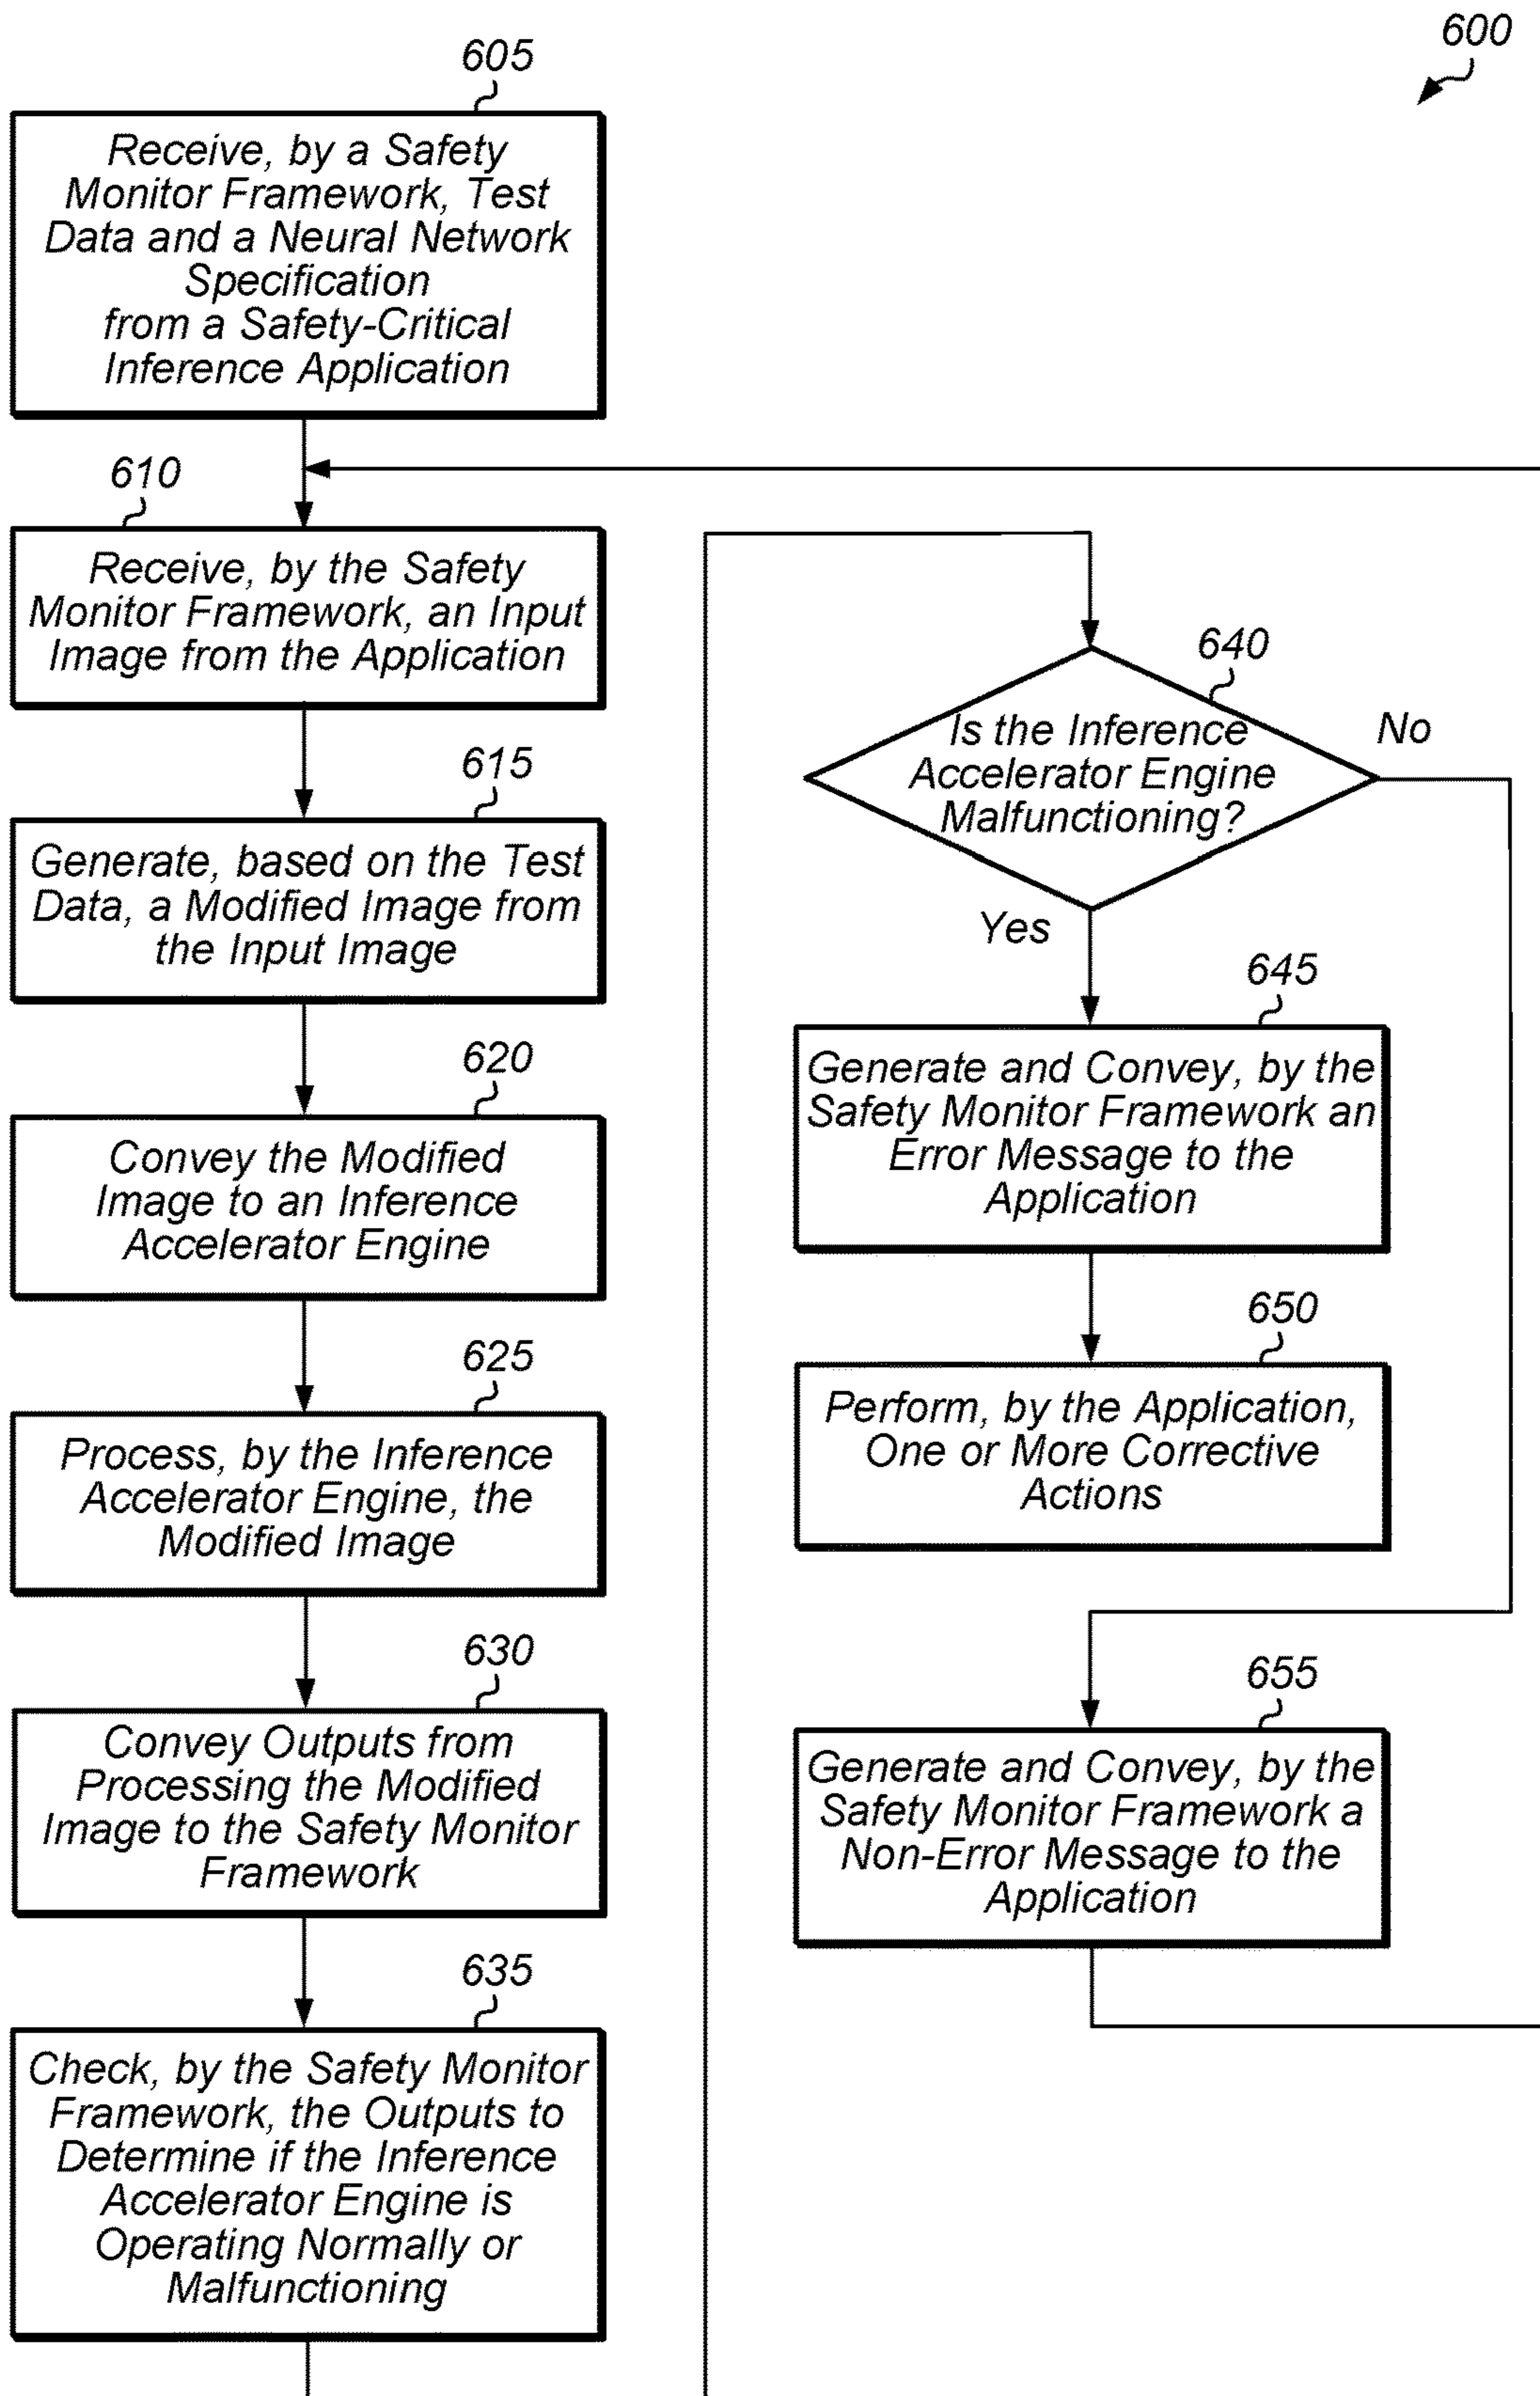 600
605
Receive, by a Safety
Monitor Framework, Test
Data and a Neural Network
Specification
from a Safety-Critical
Inference Application
610
Receive, by the Safety
Monitor Framework, an Input
Image from the Application
615
Generate, based on the Test
Data, a Modified Image from
the Input Image
620
Convey the Modified
Image to an Inference
Accelerator Engine
625
Process, by the Inference
Accelerator Engine, the
Modified Image
630
Convey Outputs from
Processing the Modified
Image to the Safety Monitor
Framework
635
Check, by the Safety Monitor
Framework, the Outputs to
Determine if the Inference
Accelerator Engine is
Operating Normally or
Malfunctioning
640
Is the Inference
Accelerator Engine
Malfunctioning?
No
Yes
645
Generate and Convey, by the
Safety Monitor Framework an
Error Message to the
Application
650
Perform, by the Application,
One or More Corrective
Actions
655
Generate and Convey, by the
Safety Monitor Framework a
Non-Error Message to the
Application